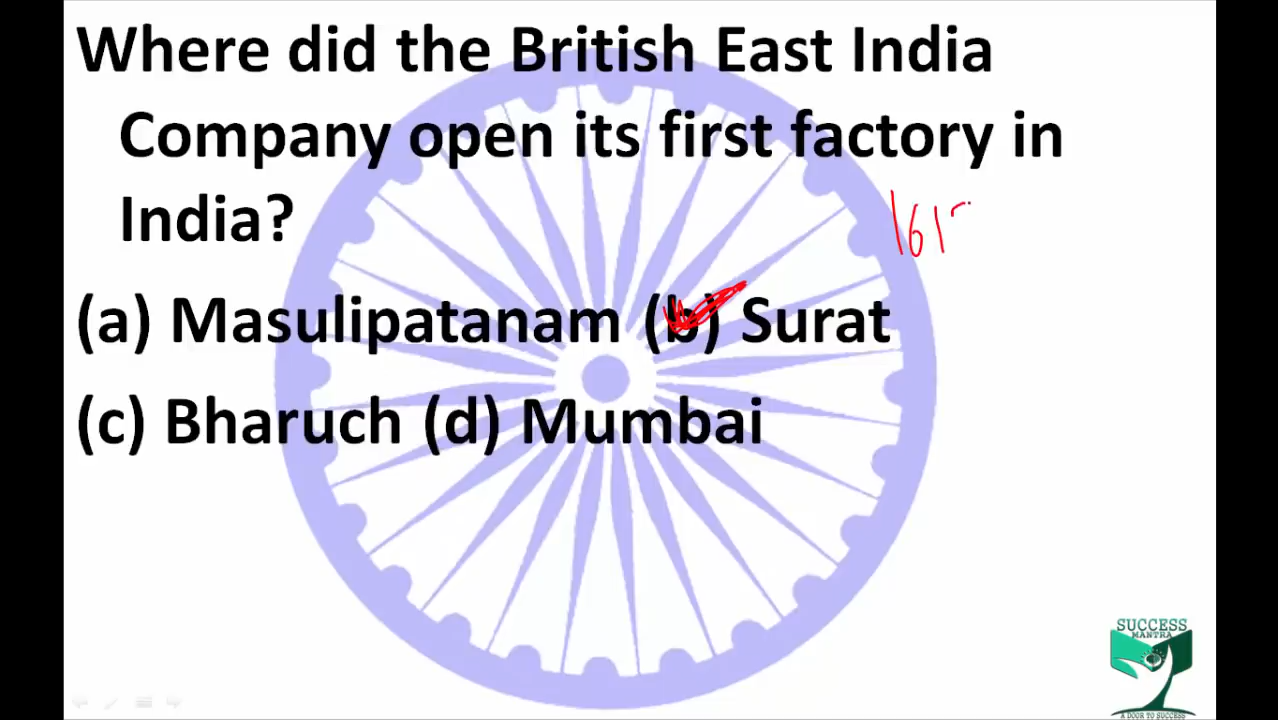 Where did the British East India
Company open its first factory in
India?
161
(a) Masulipatanam (b) Surat
(c) Bharuch (d) Mumbai
SUCCESS
MANTRA
A DOOR TO SUCCESS